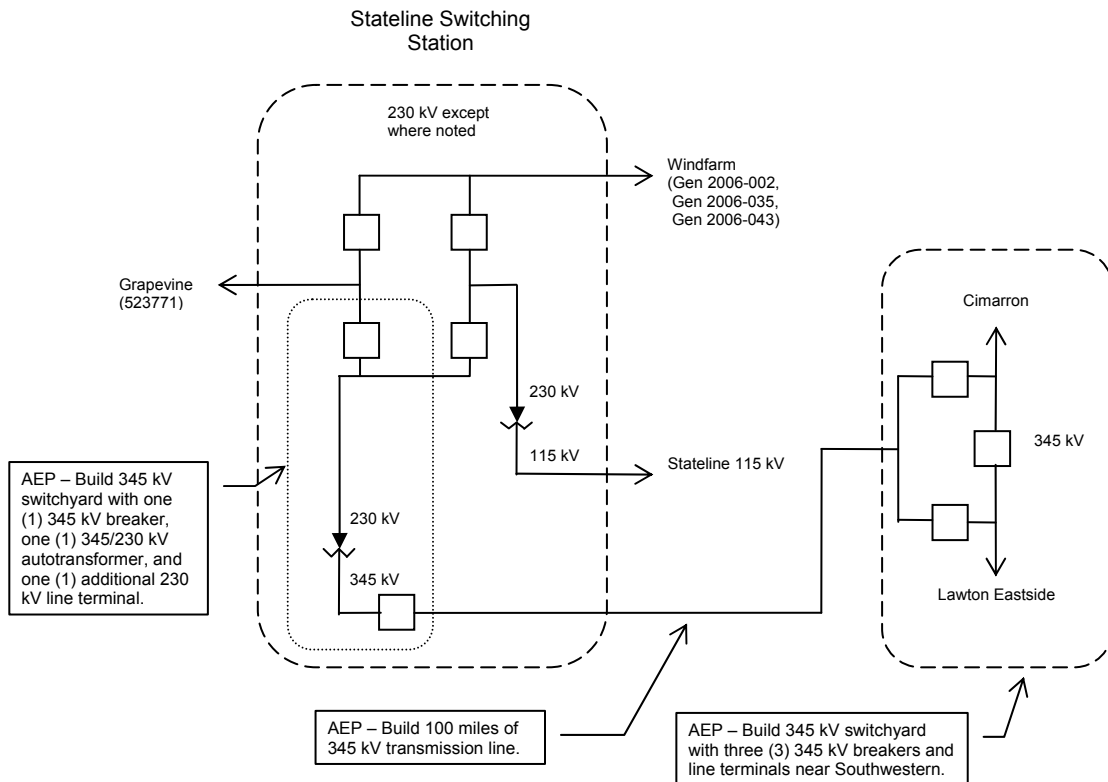 Stateline Switching
Station
230 kV except
where noted
Windfarm
(Gen 2006-002,
Gen 2006-035,
Gen 2006-043)
Grapevine
(523771)
Cimarron
230 kV
115 kV
Stateline 115 kV
345 kV
AEP – Build 345 kV
switchyard with one
(1) 345 kV breaker,
one (1) 345/230 kV
autotransformer, and
one (1) additional 230
kV line terminal.
230 kV
345 kV
Lawton Eastside
AEP – Build 100 miles of
345 kV transmission line.
AEP – Build 345 kV switchyard
with three (3) 345 kV breakers and
line terminals near Southwestern.